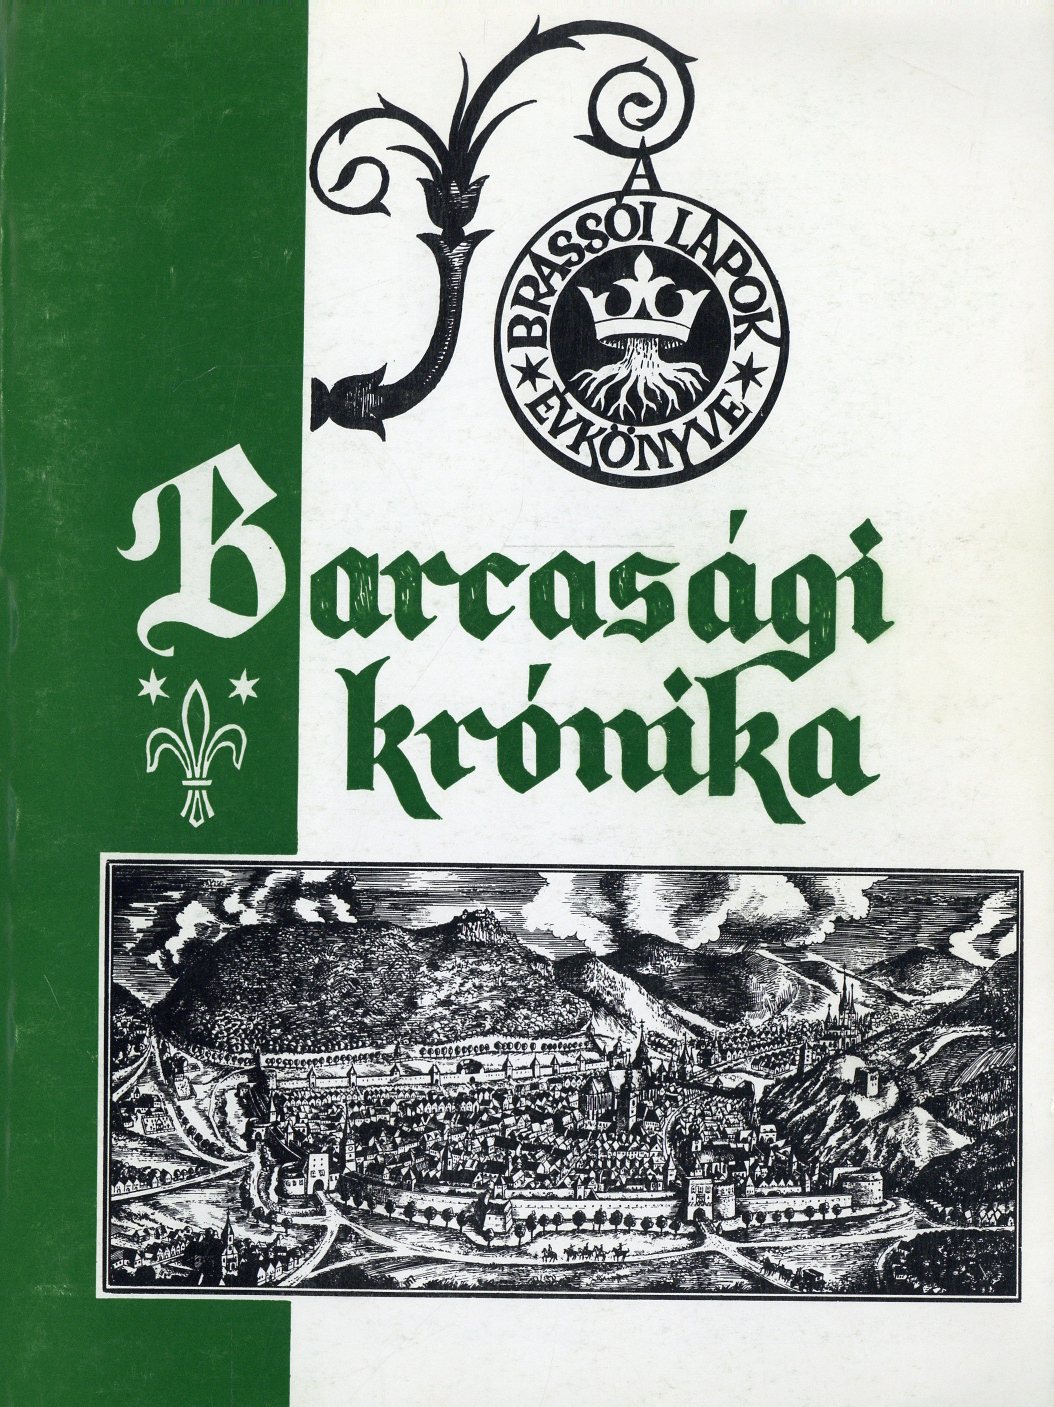 A
BRASSÓI LAPOK
★ ÉVKÖNYVE ★
Barcasági
krónika